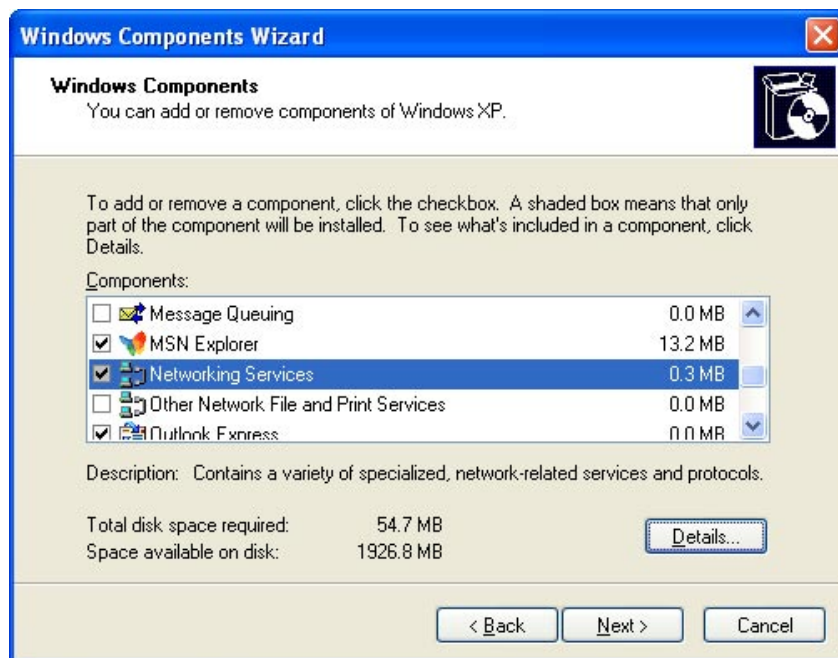 Windows Components Wizard
Windows Components
You can add or remove components of Windows XP.
To add or remove a component, click the checkbox. A shaded box means that only
part of the component will be installed. To see what's included in a component, click
Details.
Components:
Message Queuing 0.0 MB
MSN Explorer 13.2 MB
Networking Services 0.3 MB
Other Network File and Print Services 0.0 MB
Outlook Express 0.0 MB
Description: Contains a variety of specialized, network-related services and protocols.
Total disk space required: 54.7 MB
Space available on disk: 1926.8 MB
Details...
< Back Next > Cancel